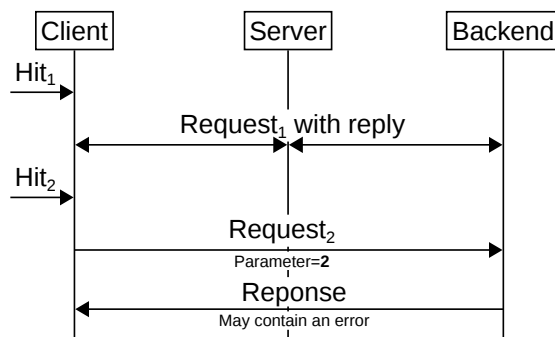 Client Server Backend
Hit₁
Request₁ with reply
Hit₂
Request₂
Parameter=2
Reponse
May contain an error